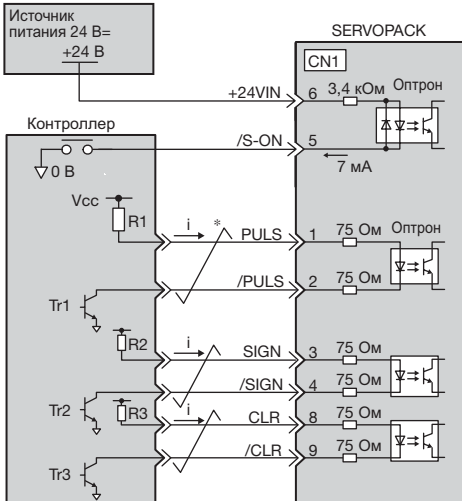 Источник
питания 24 В=
+24 В
SERVOPACK
CN1
+24VIN
6
3,4 кОм
Оптрон
Контроллер
/S-ON
5
7 мА
0 В
Vcc
R1
i
*
PULS
1
75 Ом
Оптрон
/PULS
2
75 Ом
Tr1
R2
i
SIGN
3
75 Ом
/SIGN
4
75 Ом
Tr2
R3
i
CLR
8
75 Ом
/CLR
9
75 Ом
Tr3